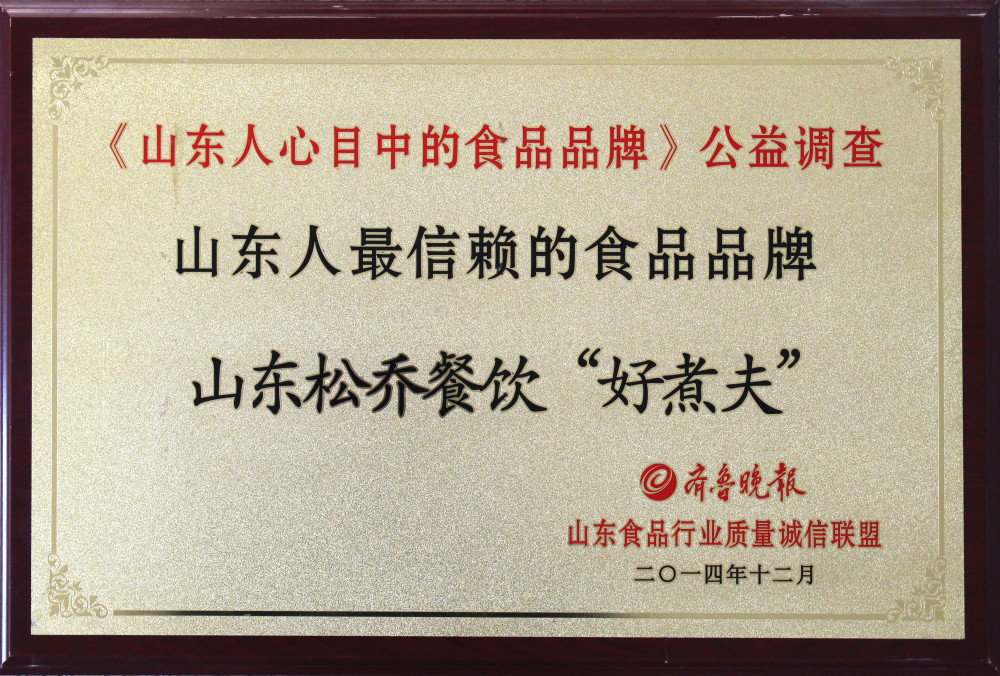 《山东人心目中的食品品牌》公益调查
山东人最信赖的食品品牌
山东松乔餐饮“好煮夫”
齐鲁晚报
山东食品行业质量诚信联盟
二〇一四年十二月